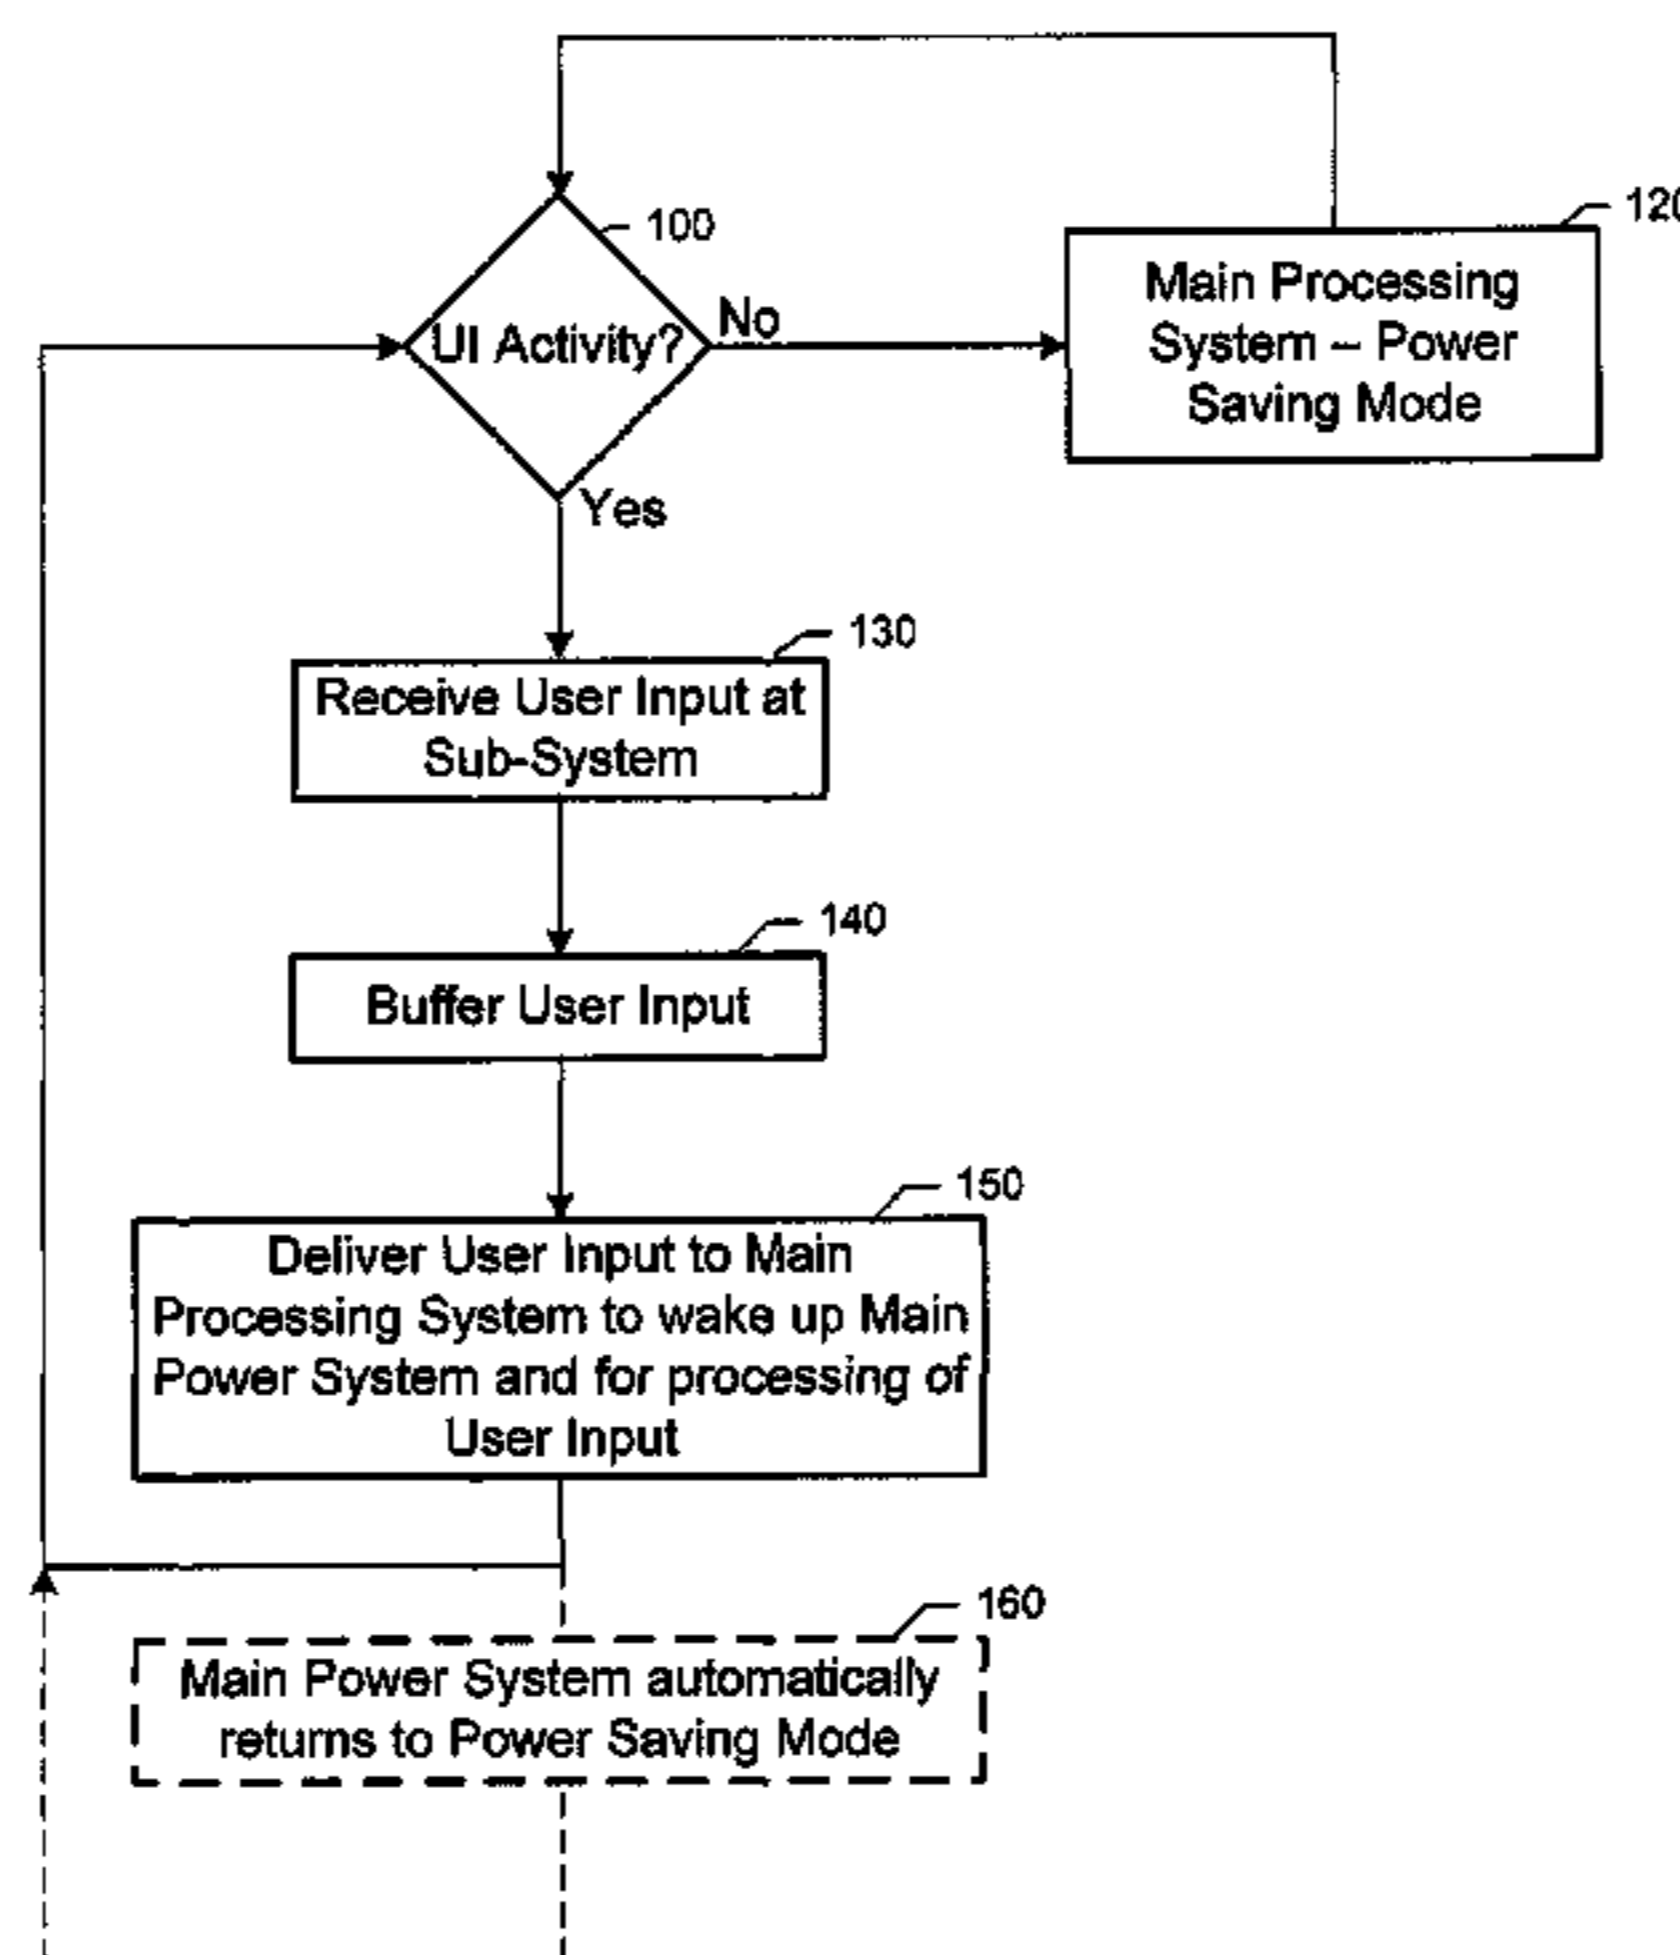 100
120
UI Activity?
No
Main Processing
System – Power
Saving Mode
Yes
130
Receive User Input at
Sub-System
140
Buffer User Input
150
Deliver User Input to Main
Processing System to wake up Main
Power System and for processing of
User Input
160
Main Power System automatically
returns to Power Saving Mode